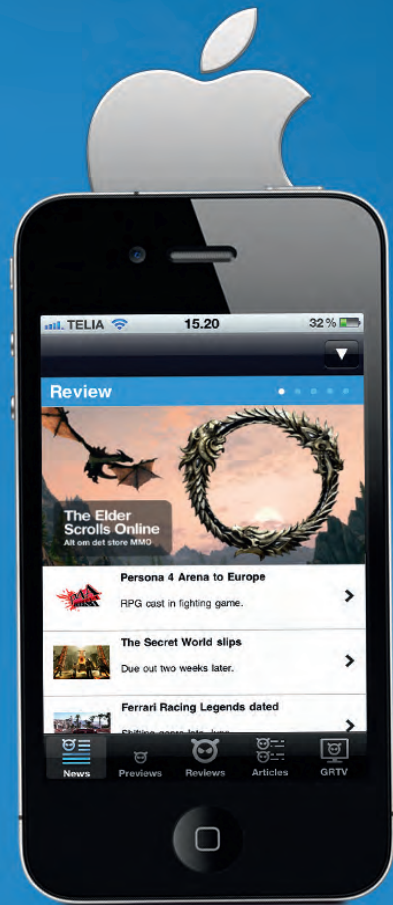 TELIA 15.20 32%
Review
The Elder
Scrolls Online
Alt om det store MMO
Persona 4 Arena to Europe
RPG cast in fighting game.
The Secret World slips
Due out two weeks later.
Ferrari Racing Legends dated
News Previews Reviews Articles GRTV